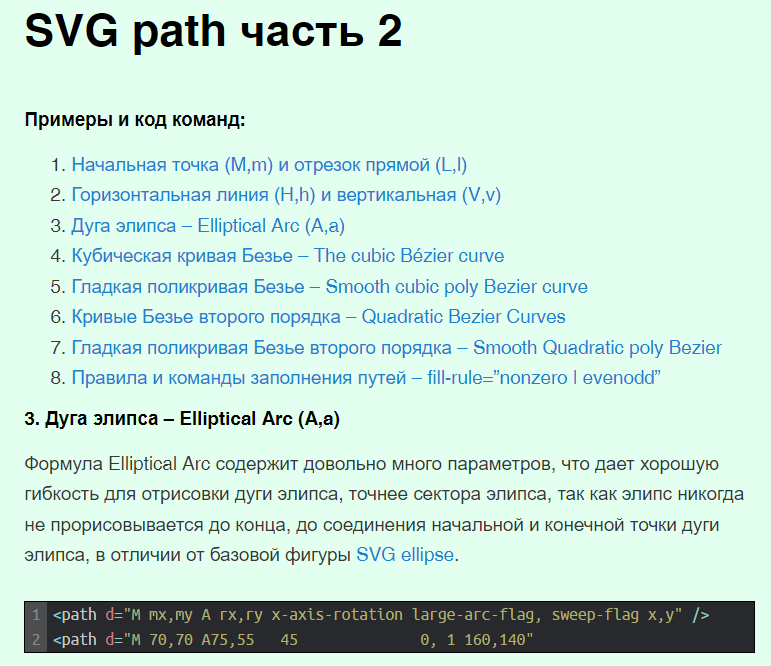 SVG path часть 2
Примеры и код команд:
1. Начальная точка (M,m) и отрезок прямой (L,l)
2. Горизонтальная линия (H,h) и вертикальная (V,v)
3. Дуга элипса – Elliptical Arc (A,a)
4. Кубическая кривая Безье – The cubic Bézier curve
5. Гладкая поликривая Безье – Smooth cubic poly Bezier curve
6. Кривые Безье второго порядка – Quadratic Bezier Curves
7. Гладкая поликривая Безье второго порядка – Smooth Quadratic poly Bezier
8. Правила и команды заполнения путей – fill-rule=”nonzero | evenodd”
3. Дуга элипса – Elliptical Arc (A,a)
Формула Elliptical Arc содержит довольно много параметров, что дает хорошую
гибкость для отрисовки дуги элипса, точнее сектора элипса, так как элипс никогда
не прорисовывается до конца, до соединения начальной и конечной точки дуги
элипса, в отличии от базовой фигуры SVG ellipse.
1 <path d="M mx,my A rx,ry x-axis-rotation large-arc-flag, sweep-flag x,y" />
2 <path d="M 70,70 A75,55   45             0, 1 160,140"